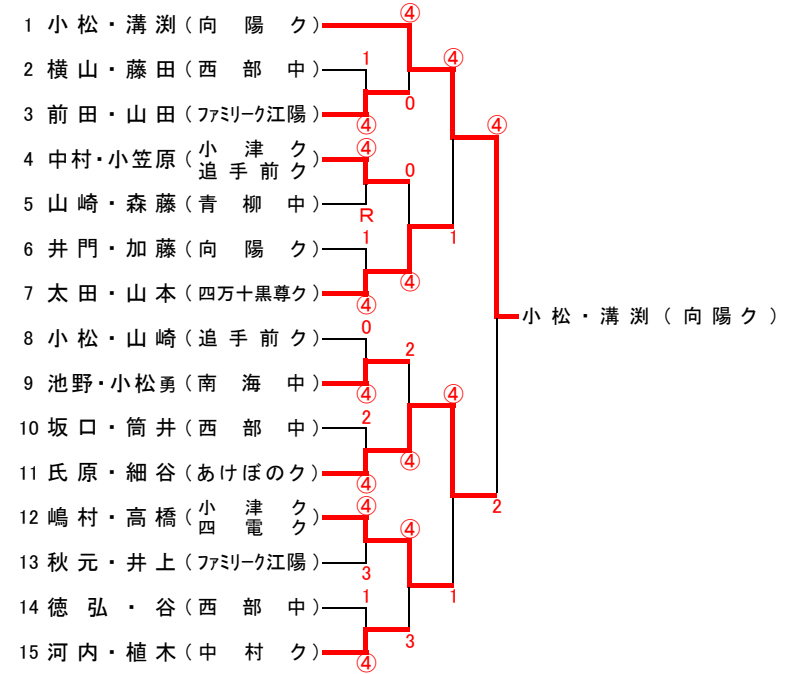 ④
1 小松・溝渕(向陽ク)
④
1
2 横山・藤田(西部中)
0
3 前田・山田(ファミリーク江陽)
④
④
④
小津ク
4 中村・小笠原(追手前ク)
0
5 山崎・森藤(青柳中)
R
1
1
6 井門・加藤(向陽ク)
④
7 太田・山本(四万十黒尊ク)
④
小松・溝渕(向陽ク)
0
8 小松・山崎(追手前ク)
2
9 池野・小松勇(南海中)
④
④
2
10 坂口・筒井(西部中)
④
11 氏原・細谷(あけぼのク)
④
2
④
小津ク
12 嶋村・高橋(四電ク)
④
13 秋元・井上(ファミリーク江陽)
3
1
1
14 徳弘・谷(西部中)
3
15 河内・植木(中村ク)
④